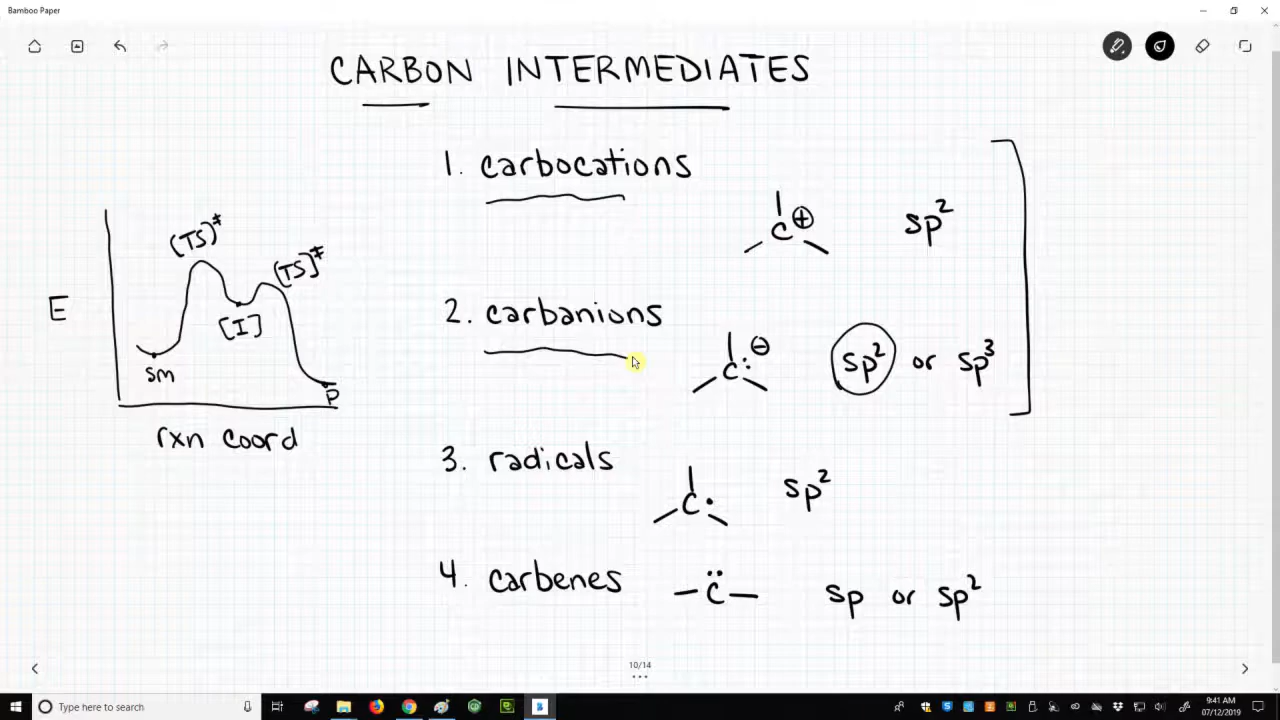 Bamboo Paper
CARBON INTERMEDIATES
1. carbocations
C⊕ sp²
(TS)‡
(TS]‡
E
[I]
sm
P
rxn coord
2. carbanions
C:⊖ sp² or sp³
3. radicals
C• sp²
4. carbenes
C̈ sp or sp²
10/14
Type here to search
9:41 AM
07/12/2019